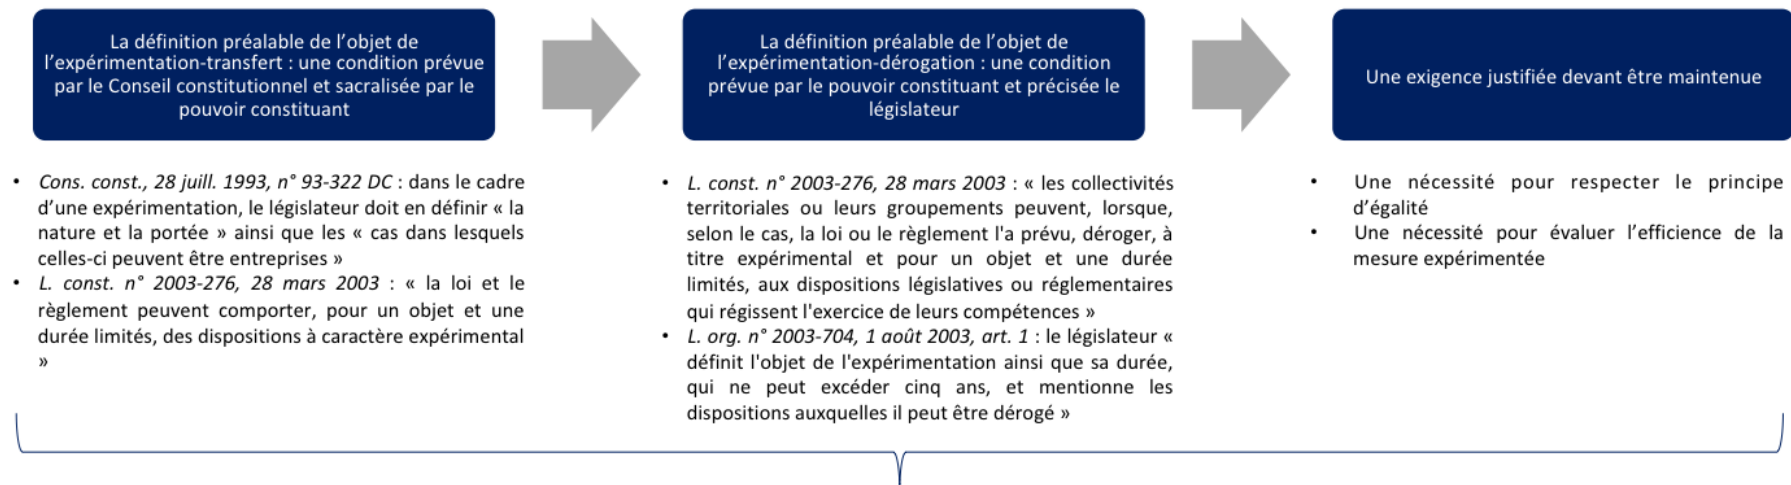 La définition préalable de l’objet de
l’expérimentation-transfert : une condition prévue
par le Conseil constitutionnel et sacralisée par le
pouvoir constituant
La définition préalable de l’objet de
l’expérimentation-dérogation : une condition
prévue par le pouvoir constituant et précisée le
législateur
Une exigence justifiée devant être maintenue
• Cons. const., 28 juill. 1993, n° 93-322 DC : dans le cadre
d’une expérimentation, le législateur doit en définir « la
nature et la portée » ainsi que les « cas dans lesquels
celles-ci peuvent être entreprises »
• L. const. n° 2003-276, 28 mars 2003 : « la loi et le
règlement peuvent comporter, pour un objet et une
durée limités, des dispositions à caractère expérimental
»
• L. const. n° 2003-276, 28 mars 2003 : « les collectivités
territoriales ou leurs groupements peuvent, lorsque,
selon le cas, la loi ou le règlement l'a prévu, déroger, à
titre expérimental et pour un objet et une durée
limités, aux dispositions législatives ou réglementaires
qui régissent l'exercice de leurs compétences »
• L. org. n° 2003-704, 1 août 2003, art. 1 : le législateur «
définit l'objet de l'expérimentation ainsi que sa durée,
qui ne peut excéder cinq ans, et mentionne les
dispositions auxquelles il peut être dérogé »
• Une nécessité pour respecter le principe
d’égalité
• Une nécessité pour évaluer l’efficience de la
mesure expérimentée